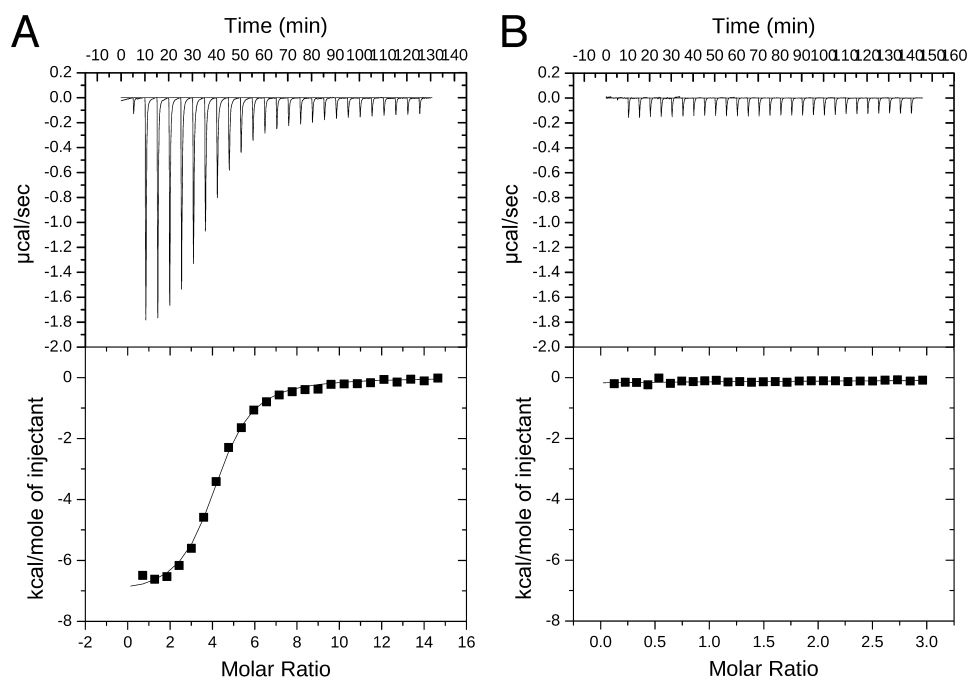 A
Time (min)
-10 0 10 20 30 40 50 60 70 80 90 100 110 120 130 140
0.2
0.0
-0.2
-0.4
-0.6
-0.8
-1.0
-1.2
-1.4
-1.6
-1.8
-2.0
µcal/sec
0
-2
-4
-6
-8
kcal/mole of injectant
-2 0 2 4 6 8 10 12 14 16
Molar Ratio
B
Time (min)
-10 0 10 20 30 40 50 60 70 80 90 100 110 120 130 140 150 160
0.2
0.0
-0.2
-0.4
-0.6
-0.8
-1.0
-1.2
-1.4
-1.6
-1.8
-2.0
µcal/sec
0
-2
-4
-6
-8
kcal/mole of injectant
0.0 0.5 1.0 1.5 2.0 2.5 3.0
Molar Ratio